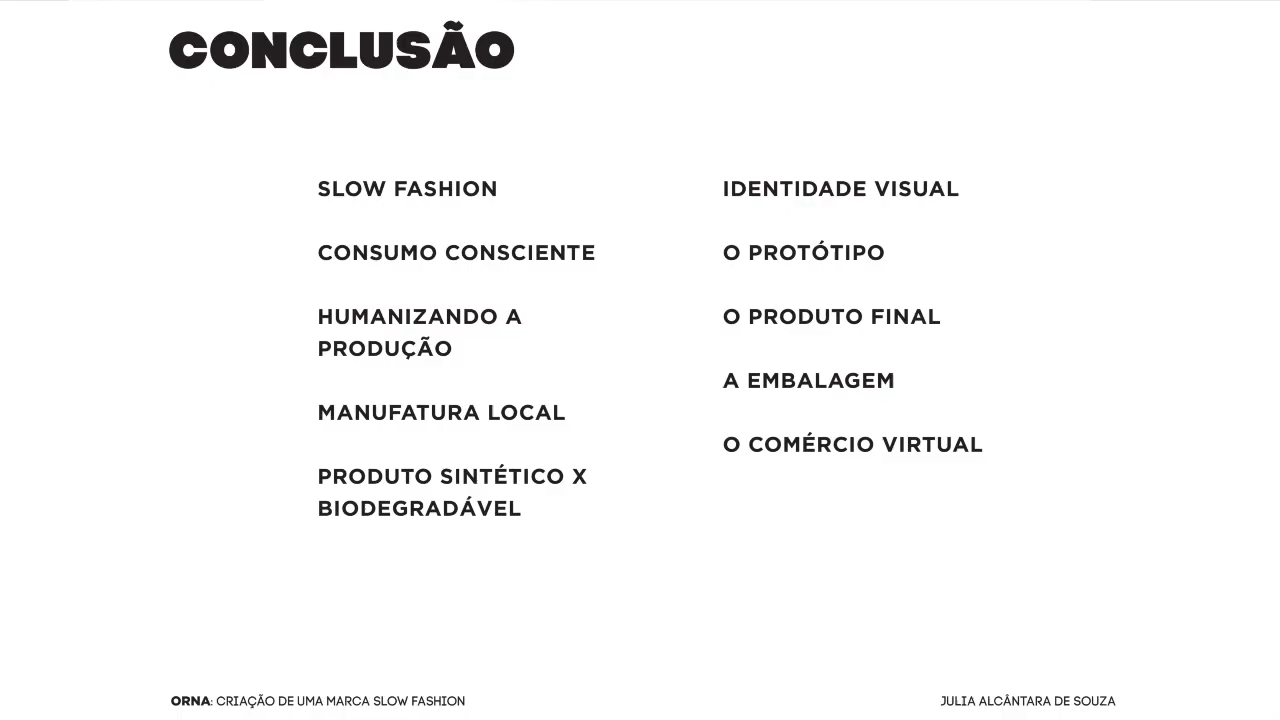 CONCLUSÃO
SLOW FASHION
CONSUMO CONSCIENTE
HUMANIZANDO A
PRODUÇÃO
MANUFATURA LOCAL
PRODUTO SINTÉTICO X
BIODEGRADÁVEL
IDENTIDADE VISUAL
O PROTÓTIPO
O PRODUTO FINAL
A EMBALAGEM
O COMÉRCIO VIRTUAL
ORNA: CRIAÇÃO DE UMA MARCA SLOW FASHION
JULIA ALCÂNTARA DE SOUZA